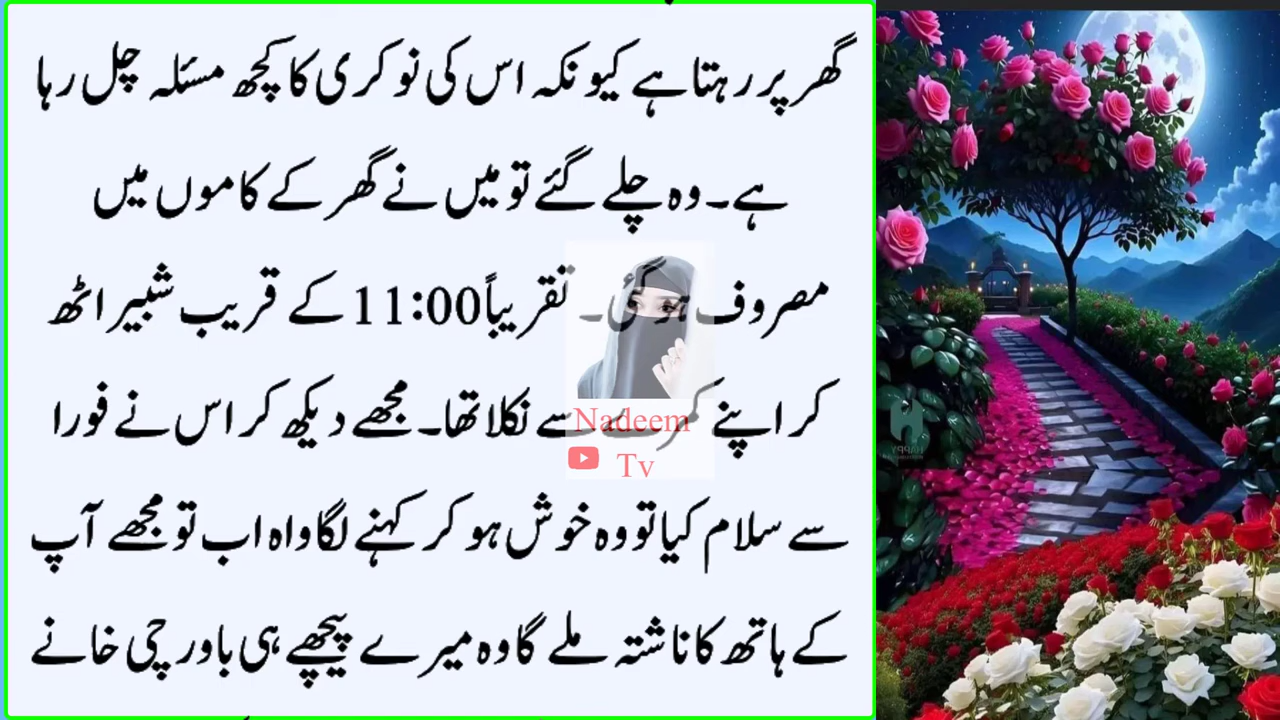 گھر پر رہتا ہے کیونکہ اس کی نوکری کا کچھ مسئلہ چل رہا
ہے۔ وہ چلے گئے تو میں نے گھر کے کاموں میں
مصروف ہو گئی۔ تقریباً 11:00 کے قریب شبیر اٹھ
کر اپنے کمرے سے نکلا تھا۔ مجھے دیکھ کر اس نے فورا
سے سلام کیا تو وہ خوش ہو کر کہنے لگا واہ اب تو مجھے آپ
کے ہاتھ کا ناشتہ ملے گا وہ میرے پیچھے ہی باورچی خانے
Nadeem
Tv